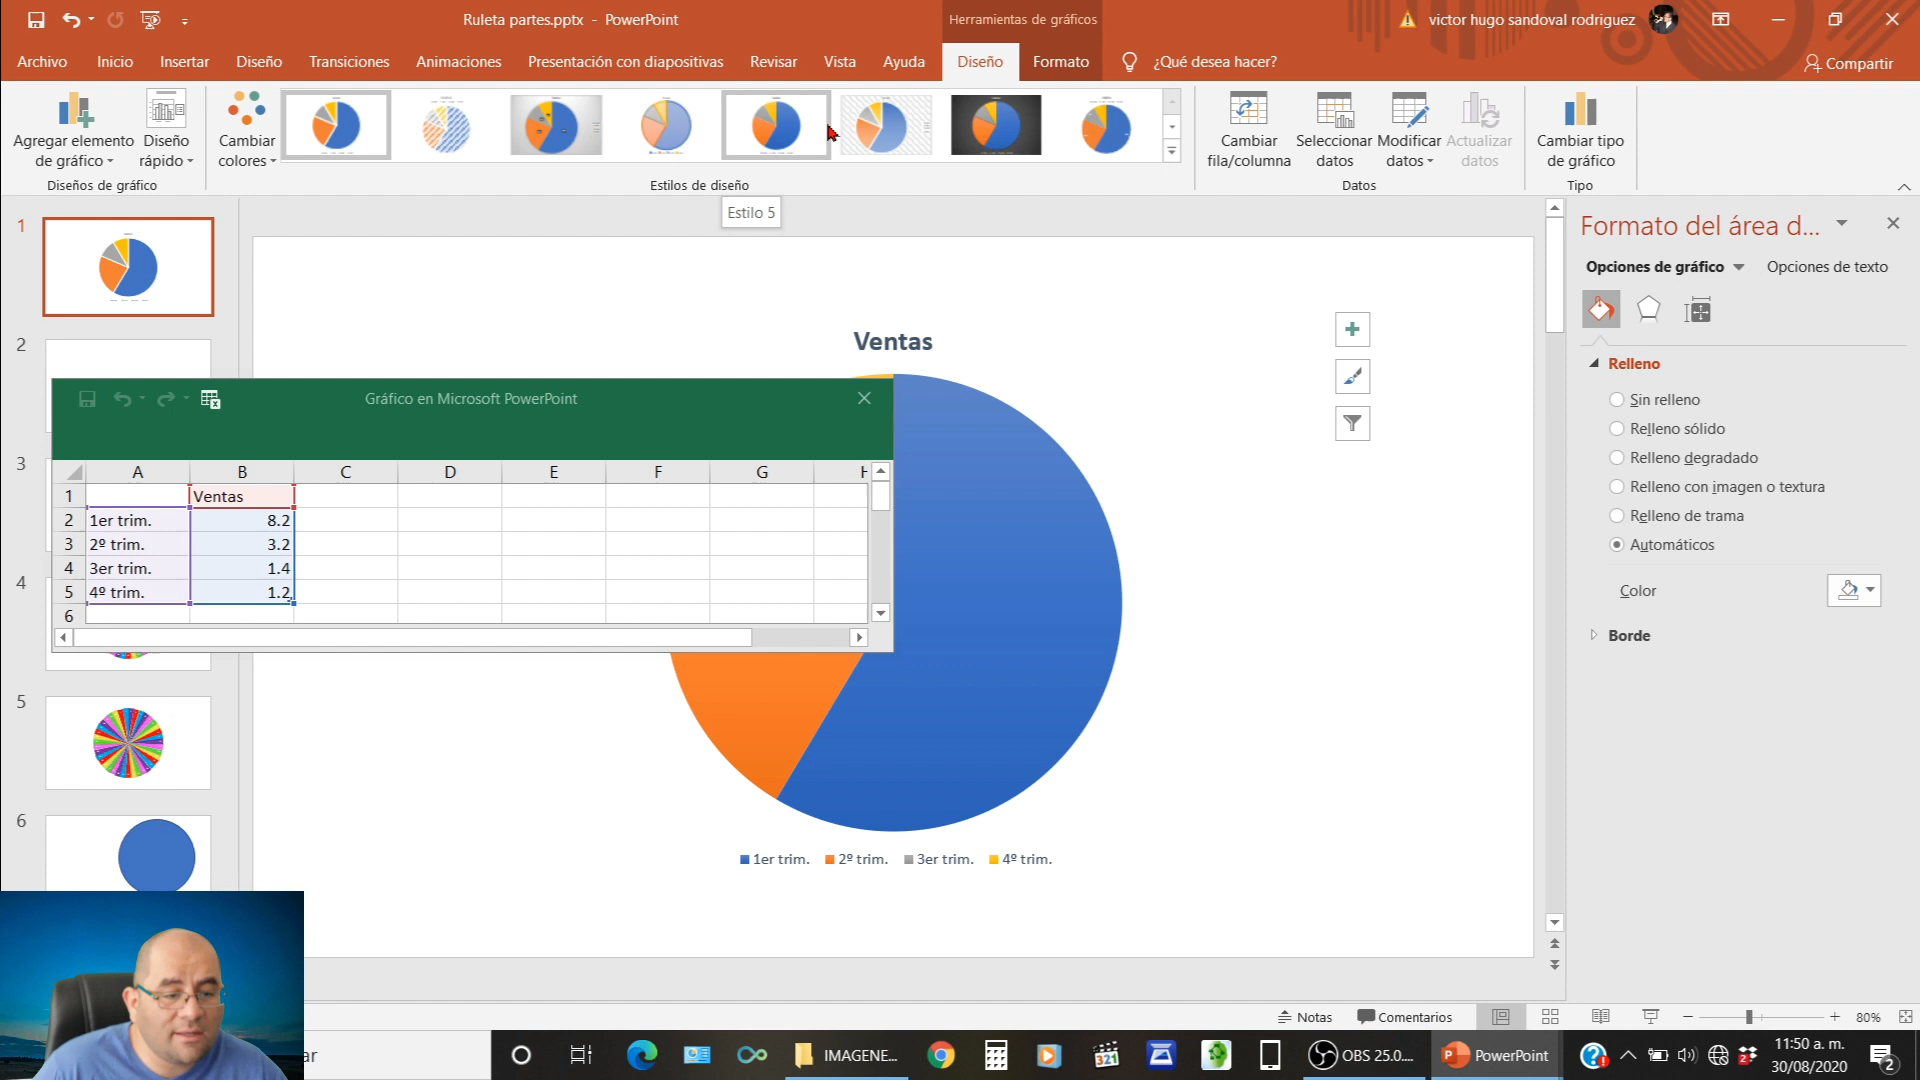 Ruleta partes.pptx - PowerPoint
Herramientas de gráficos
victor hugo sandoval rodriguez
Archivo
Inicio
Insertar
Diseño
Transiciones
Animaciones
Presentación con diapositivas
Revisar
Vista
Ayuda
Diseño
Formato
¿Qué desea hacer?
Compartir
Agregar elemento
de gráfico
Diseño
rápido
Cambiar
colores
Cambiar
fila/columna
Seleccionar
datos
Modificar
datos
Actualizar
datos
Cambiar tipo
de gráfico
Diseños de gráfico
Estilos de diseño
Datos
Tipo
Estilo 5
1
2
3
4
5
6
Ventas
Gráfico en Microsoft PowerPoint
A B C D E F G H
1 Ventas
2 1er trim. 8.2
3 2º trim. 3.2
4 3er trim. 1.4
5 4º trim. 1.2
6
1er trim. 2º trim. 3er trim. 4º trim.
Formato del área d...
Opciones de gráfico
Opciones de texto
Relleno
Sin relleno
Relleno sólido
Relleno degradado
Relleno con imagen o textura
Relleno de trama
Automáticos
Color
Borde
Notas
Comentarios
80%
ar
IMAGENE...
321
OBS 25.0....
PowerPoint
11:50 a. m.
30/08/2020
2